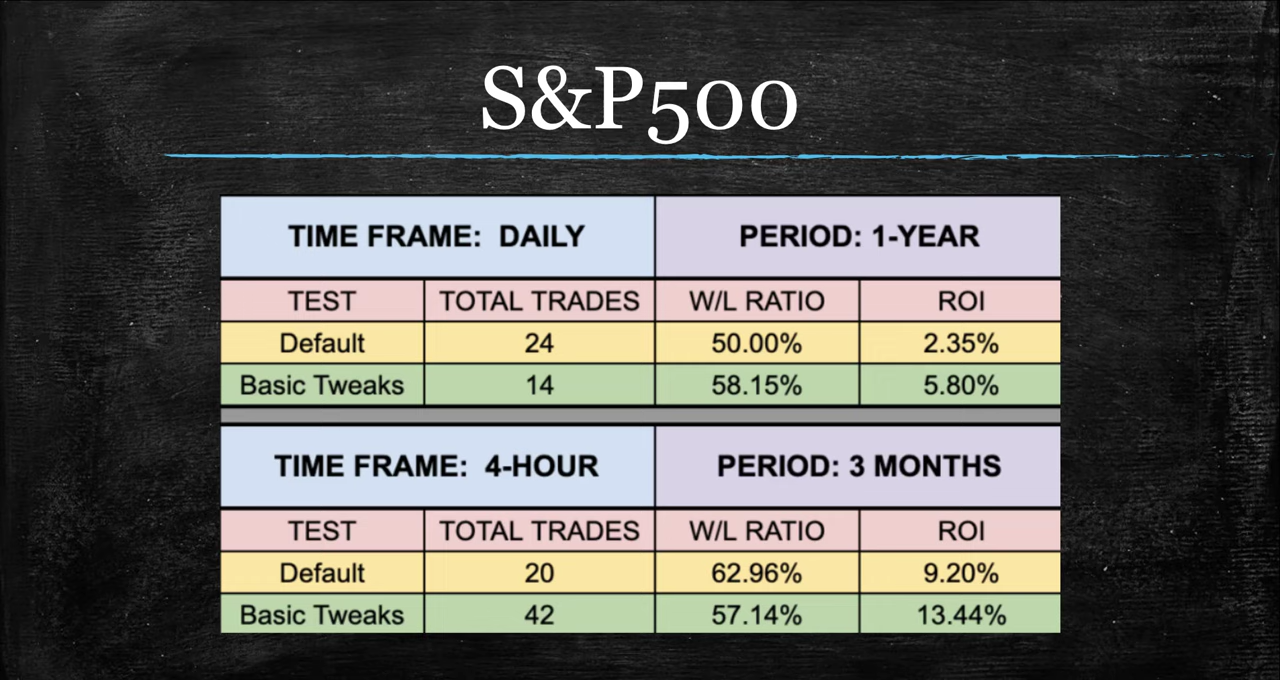 S&P500
TIME FRAME: DAILY PERIOD: 1-YEAR
TEST TOTAL TRADES W/L RATIO ROI
Default 24 50.00% 2.35%
Basic Tweaks 14 58.15% 5.80%
TIME FRAME: 4-HOUR PERIOD: 3 MONTHS
TEST TOTAL TRADES W/L RATIO ROI
Default 20 62.96% 9.20%
Basic Tweaks 42 57.14% 13.44%